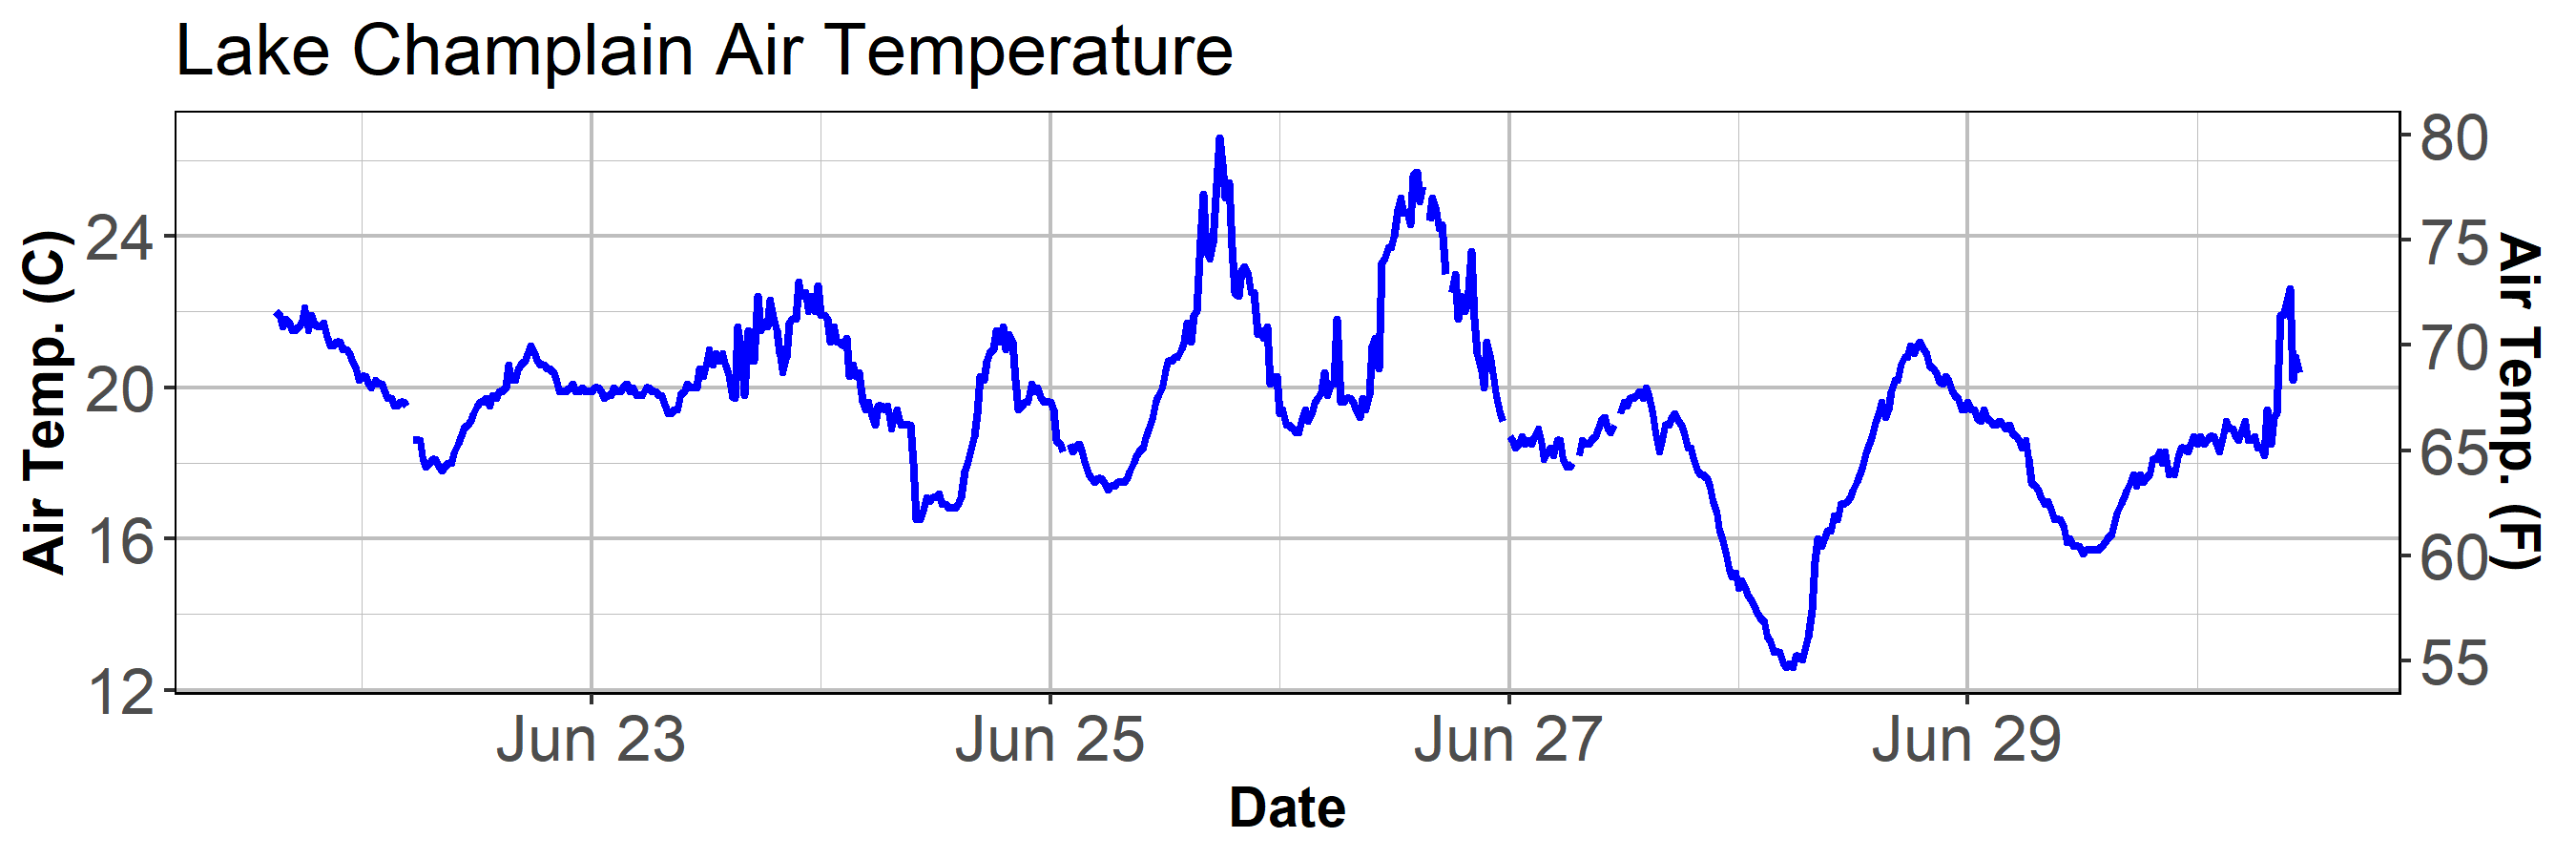 Lake Champlain Air Temperature
Air Temp. (C)
24
20
16
12
80
75
70
65
60
55
Air Temp. (F)
Jun 23
Jun 25
Jun 27
Jun 29
Date